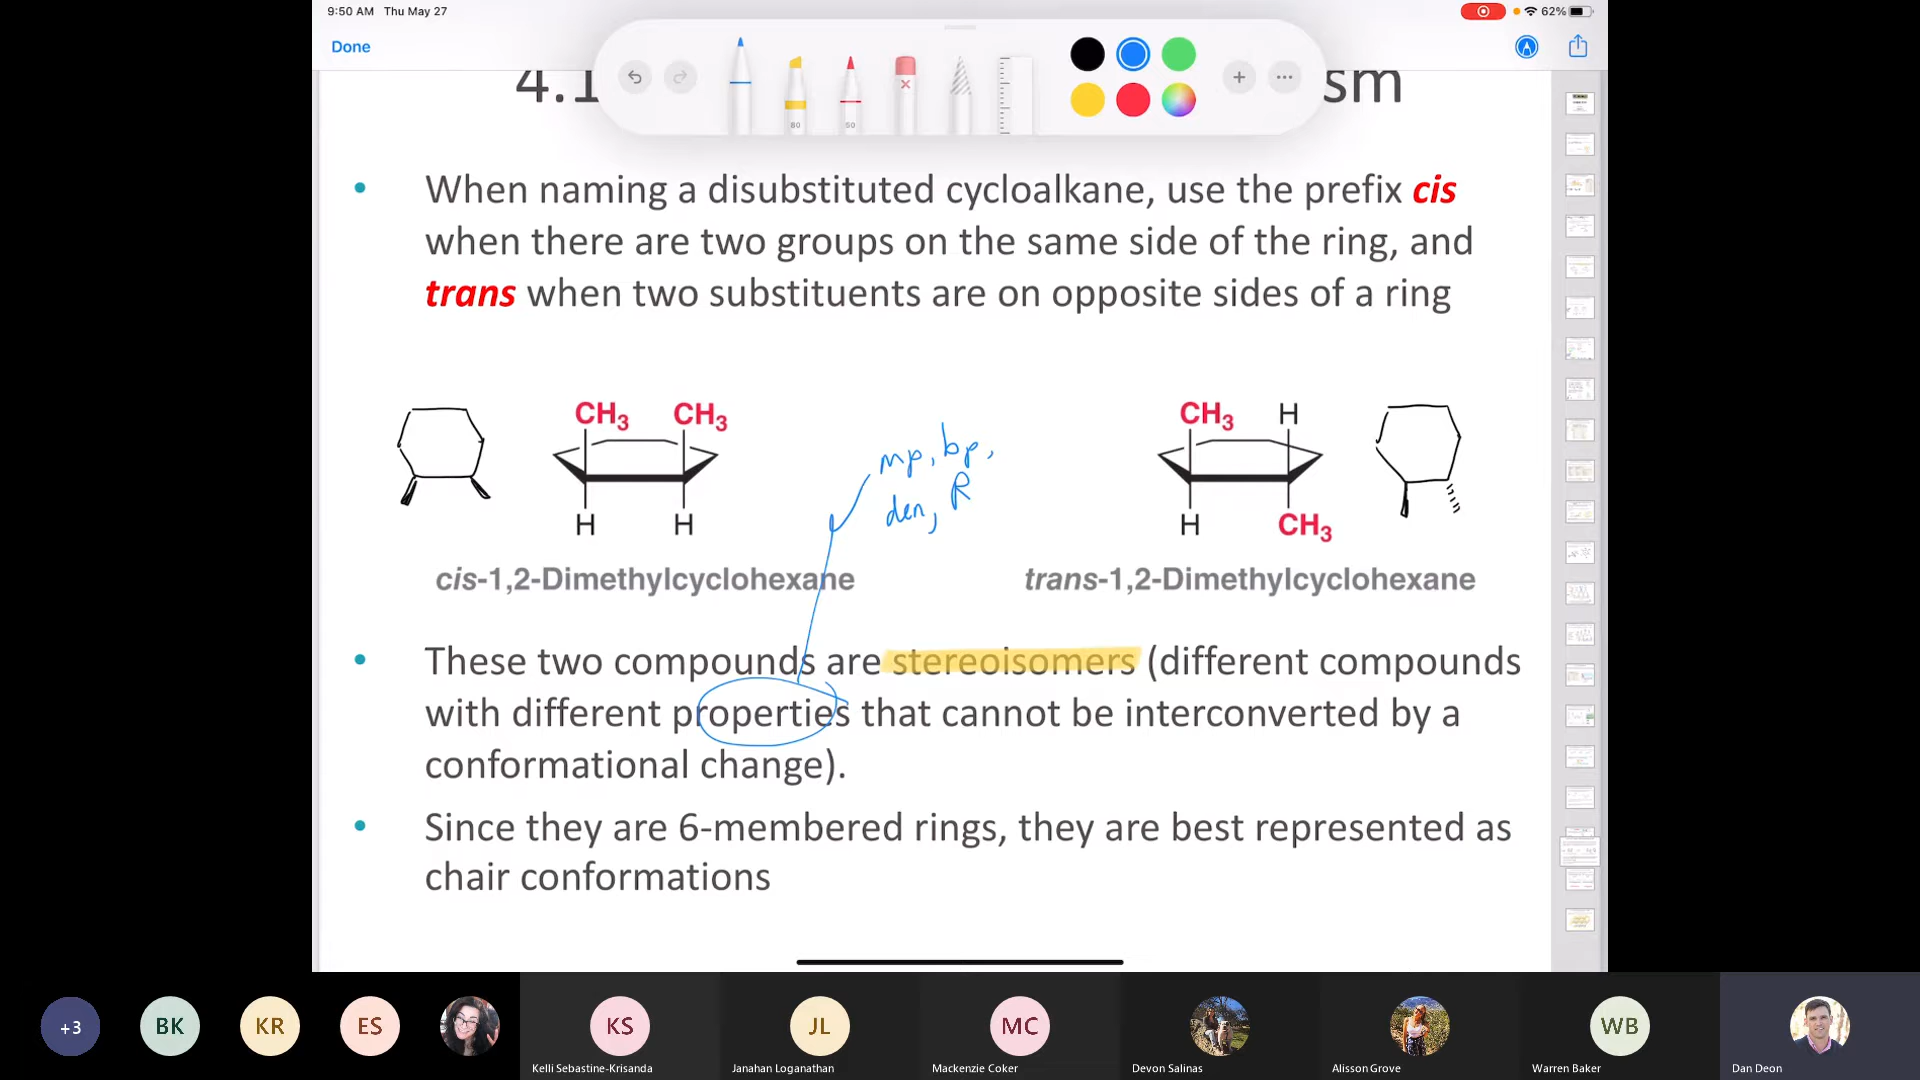 9:50 AM Thu May 27
62%
Done
4.1
sm
80
50
• When naming a disubstituted cycloalkane, use the prefix cis
when there are two groups on the same side of the ring, and
trans when two substituents are on opposite sides of a ring
CH3 CH3
H H
mp, bp,
den, R
CH3 H
H CH3
cis-1,2-Dimethylcyclohexane
trans-1,2-Dimethylcyclohexane
• These two compounds are stereoisomers (different compounds
with different properties that cannot be interconverted by a
conformational change).
• Since they are 6-membered rings, they are best represented as
chair conformations
+3
BK
KR
ES
KS
JL
MC
WB
Kelli Sebastine-Krisanda
Janahan Loganathan
Mackenzie Coker
Devon Salinas
Alisson Grove
Warren Baker
Dan Deon